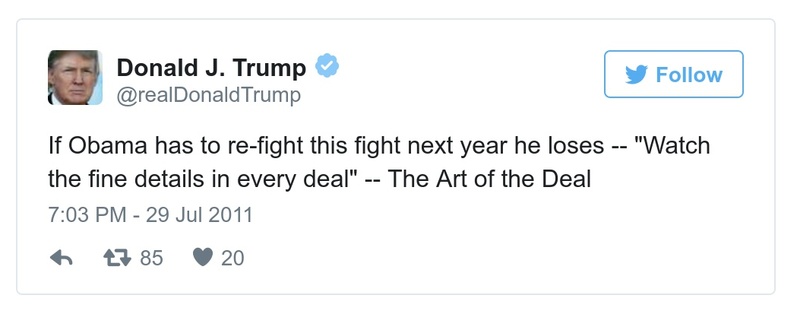 Donald J. Trump
@realDonaldTrump
Follow
If Obama has to re-fight this fight next year he loses -- "Watch
the fine details in every deal" -- The Art of the Deal
7:03 PM - 29 Jul 2011
85 20